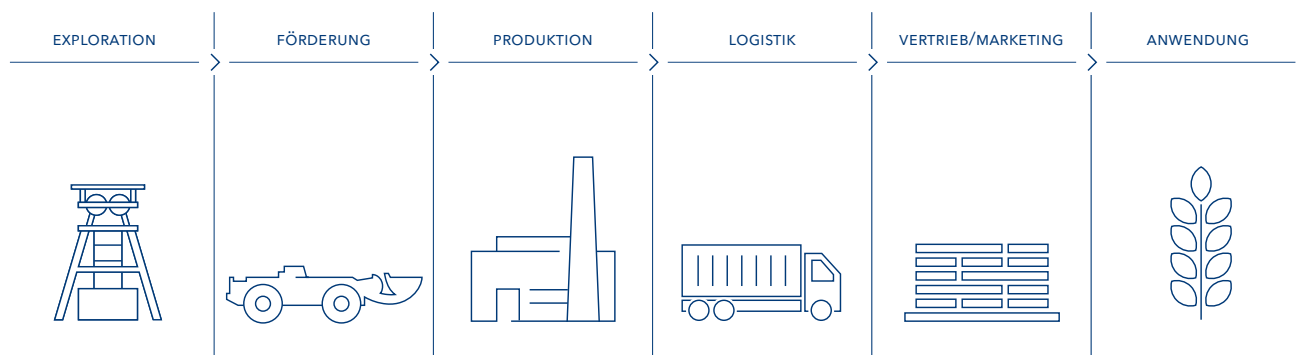 EXPLORATION
FÖRDERUNG
PRODUKTION
LOGISTIK
VERTRIEB/MARKETING
ANWENDUNG